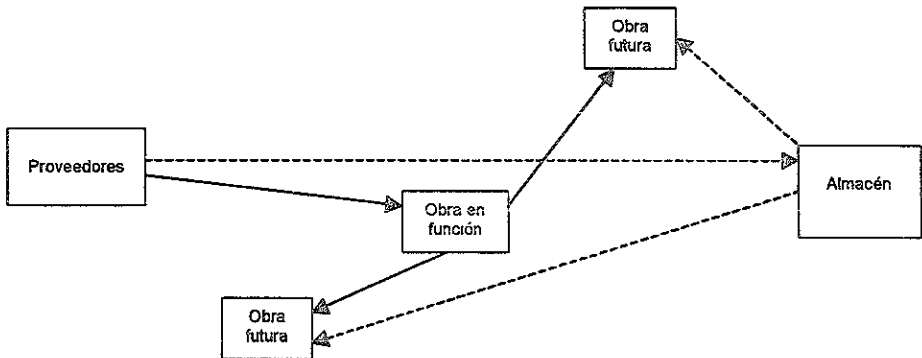 Obra
futura
Proveedores
Almacén
Obra en
función
Obra
futura